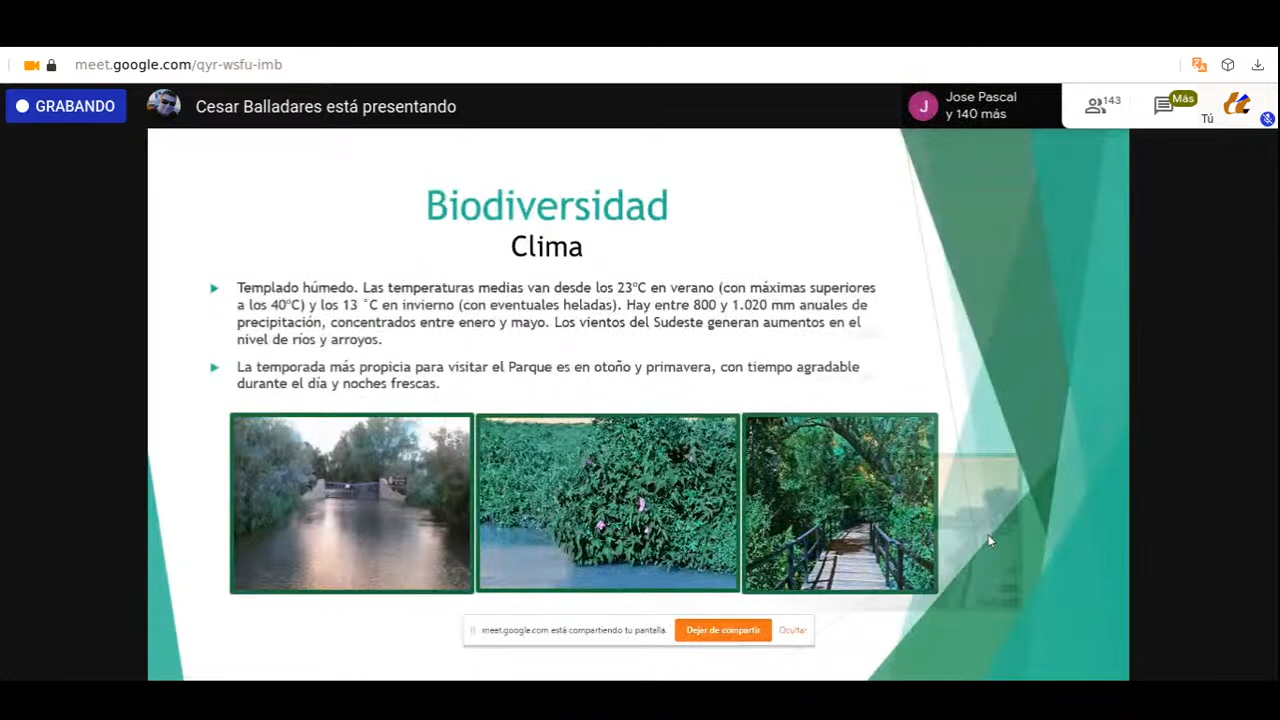 meet.google.com/qyr-wsfu-imb
GRABANDO
Cesar Balladares está presentando
J
Jose Pascal
y 140 más
143
Más
Tú
Biodiversidad
Clima
Templado húmedo. Las temperaturas medias van desde los 23ºC en verano (con máximas superiores
a los 40ºC) y los 13 ˚C en invierno (con eventuales heladas). Hay entre 800 y 1.020 mm anuales de
precipitación, concentrados entre enero y mayo. Los vientos del Sudeste generan aumentos en el
nivel de ríos y arroyos.
La temporada más propicia para visitar el Parque es en otoño y primavera, con tiempo agradable
durante el día y noches frescas.
meet.google.com está compartiendo tu pantalla.
Dejar de compartir
Ocultar